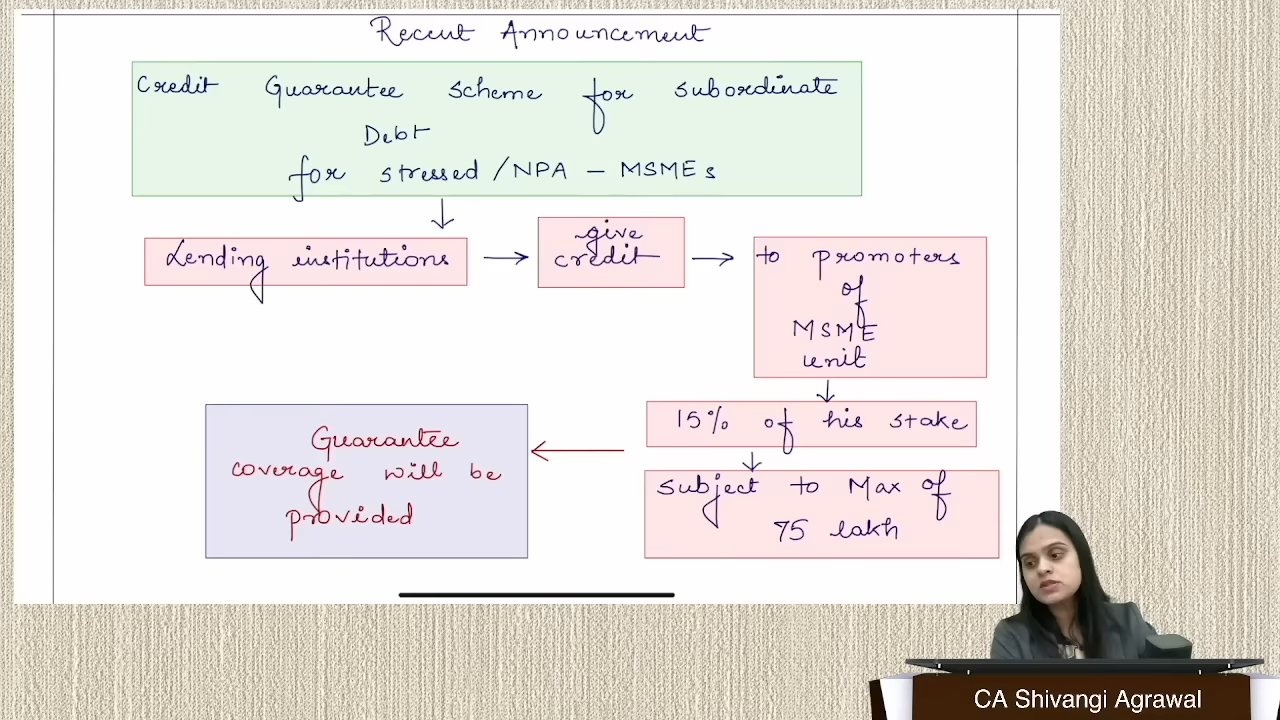 Recent Announcement
Credit Guarantee scheme for subordinate
Debt
for stressed / NPA - MSMEs
Lending institutions
give
credit
to promoters
of
MSME
unit
15% of his stake
subject to Max of
75 lakh
Guarantee
coverage will be
provided
CA Shivangi Agrawal